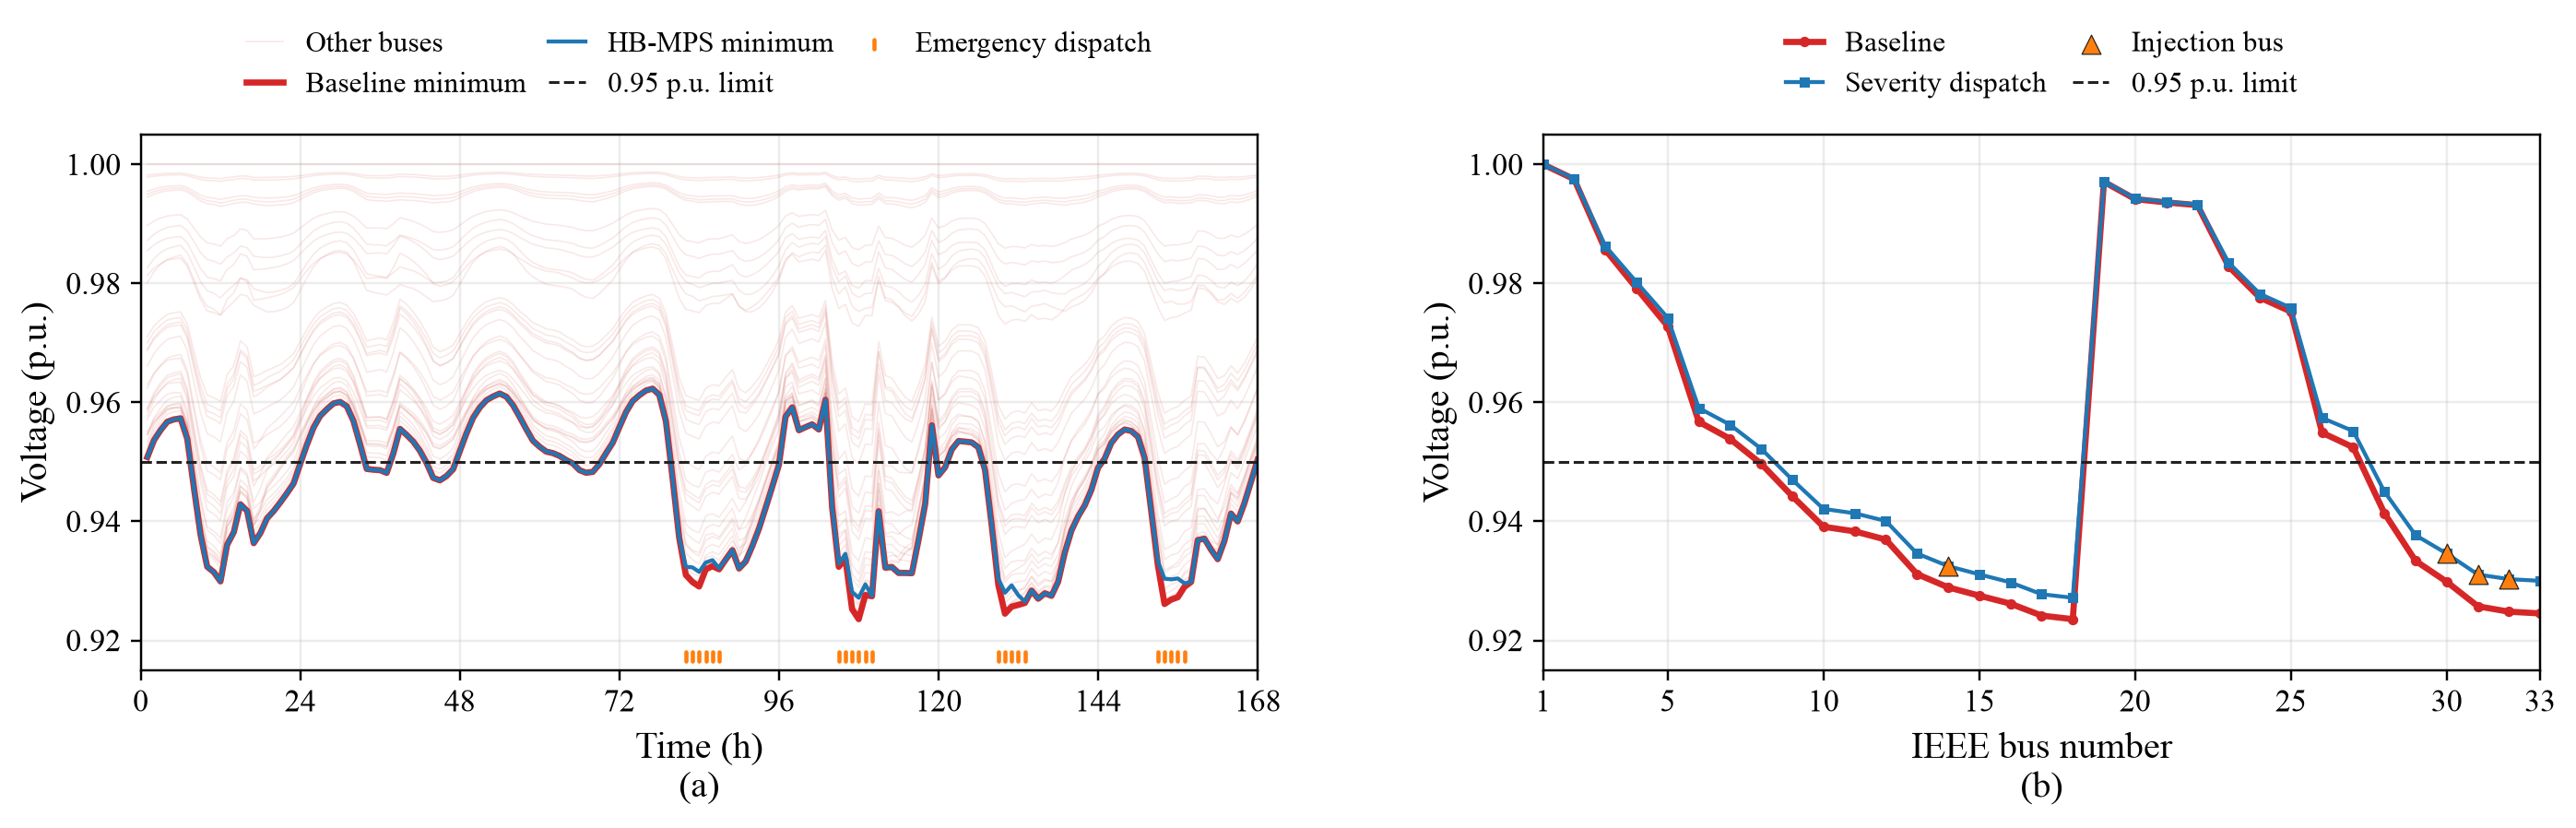 Other buses
Baseline minimum
HB-MPS minimum
0.95 p.u. limit
Emergency dispatch
Voltage (p.u.)
1.00
0.98
0.96
0.94
0.92
0 24 48 72 96 120 144 168
Time (h)
(a)
Baseline
Severity dispatch
Injection bus
0.95 p.u. limit
Voltage (p.u.)
1.00
0.98
0.96
0.94
0.92
1 5 10 15 20 25 30 33
IEEE bus number
(b)